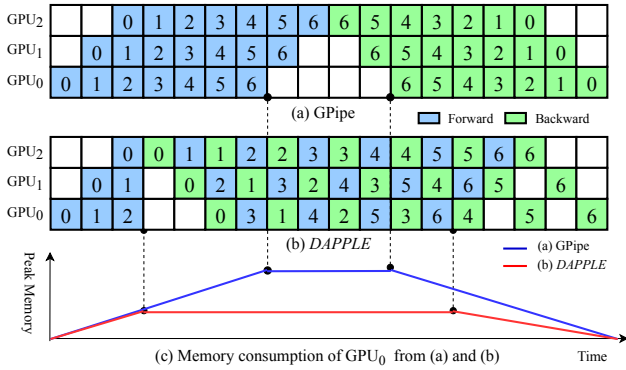 GPU2 0 1 2 3 4 5 6 6 5 4 3 2 1 0
GPU1 0 1 2 3 4 5 6 6 5 4 3 2 1 0
GPU0 0 1 2 3 4 5 6 6 5 4 3 2 1 0
(a) GPipe
Forward Backward
GPU2 0 0 1 1 2 2 3 3 4 4 5 5 6 6
GPU1 0 1 0 2 1 3 2 4 3 5 4 6 5 6
GPU0 0 1 2 0 3 1 4 2 5 3 6 4 5 6
(b) DAPPLE
(a) GPipe
(b) DAPPLE
Peak Memory
(c) Memory consumption of GPU0 from (a) and (b)
Time